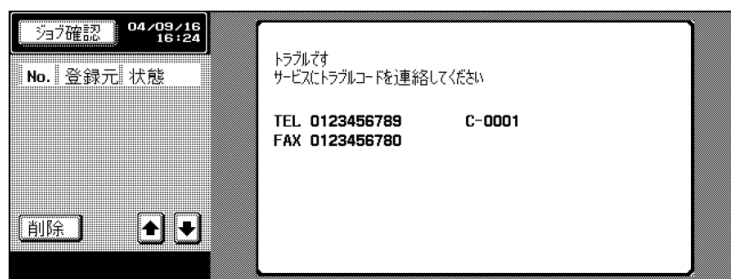 ジョブ確認
04/09/16
16:24
No. 登録元 状態
削除
トラブルです
サービスにトラブルコードを連絡してください
TEL 0123456789 C-0001
FAX 0123456780